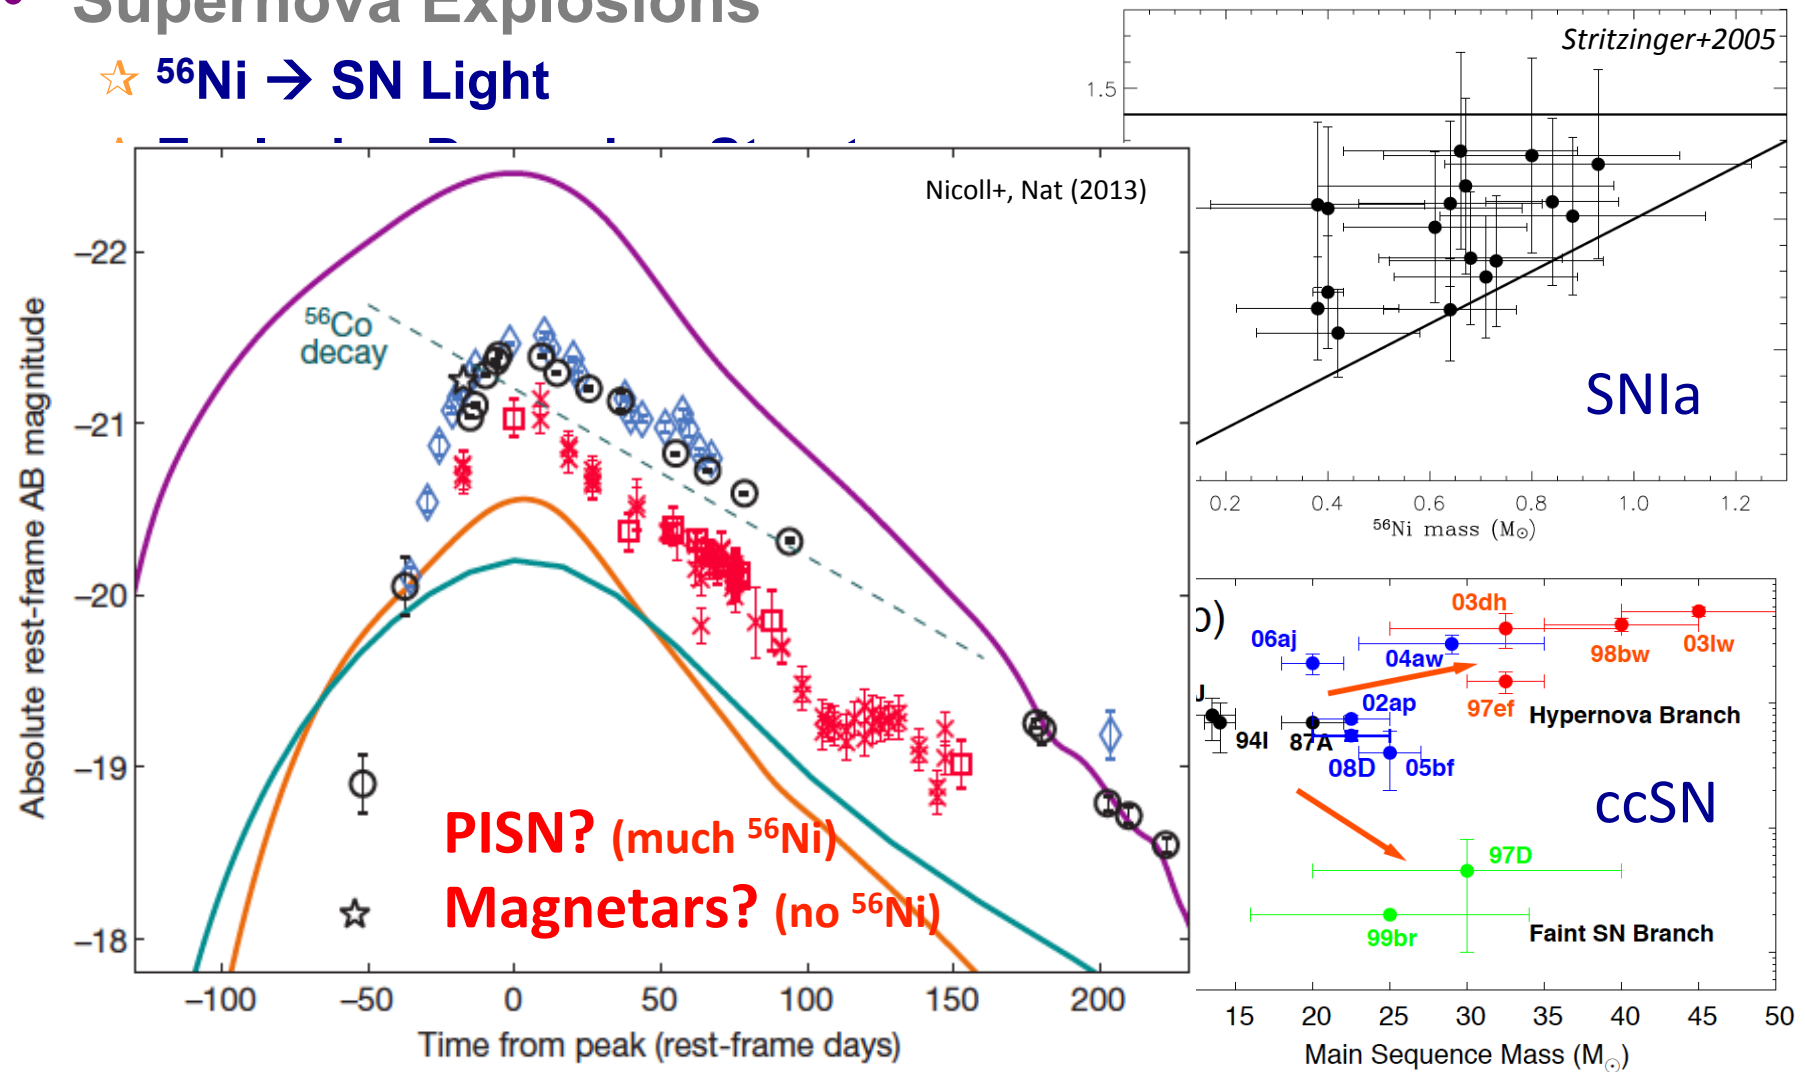 • Supernova Explosions
☆ ⁵⁶Ni → SN Light
Nicoll+, Nat (2013)
⁵⁶Co
decay
PISN? (much ⁵⁶Ni)
Magnetars? (no ⁵⁶Ni)
Absolute rest-frame AB magnitude
−22
−21
−20
−19
−18
−100
−50
0
50
100
150
200
Time from peak (rest-frame days)
Stritzinger+2005
1.5
SNIa
0.2
0.4
0.6
0.8
1.0
1.2
⁵⁶Ni mass (M⊙)
03dh
06aj
04aw
98bw
03lw
02ap
97ef
Hypernova Branch
94I
87A
08D
05bf
ccSN
97D
99br
Faint SN Branch
15
20
25
30
35
40
45
50
Main Sequence Mass (M⊙)